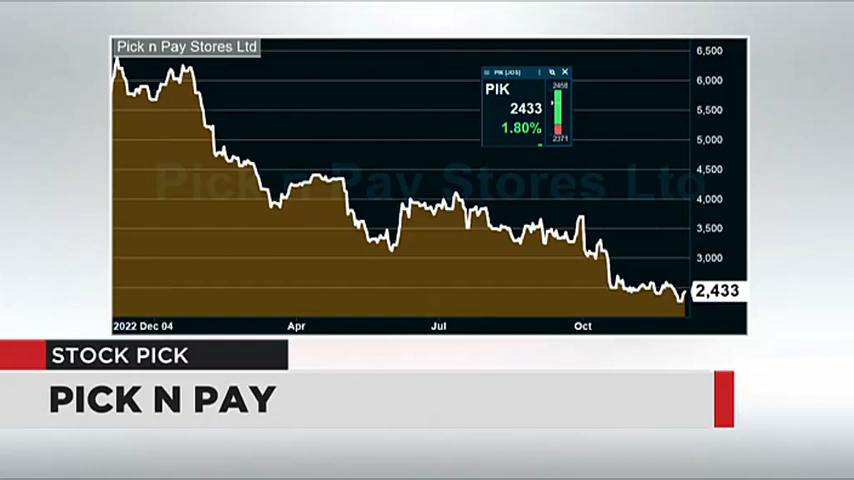 Pick n Pay Stores Ltd
6,500
PIK [JOS]
6,000
PIK
2458
5,500
2433
1.80%
2371
5,000
4,500
Pick n Pay Stores Ltd
4,000
3,500
3,000
2,433
2022 Dec 04 Apr Jul Oct
STOCK PICK
PICK N PAY